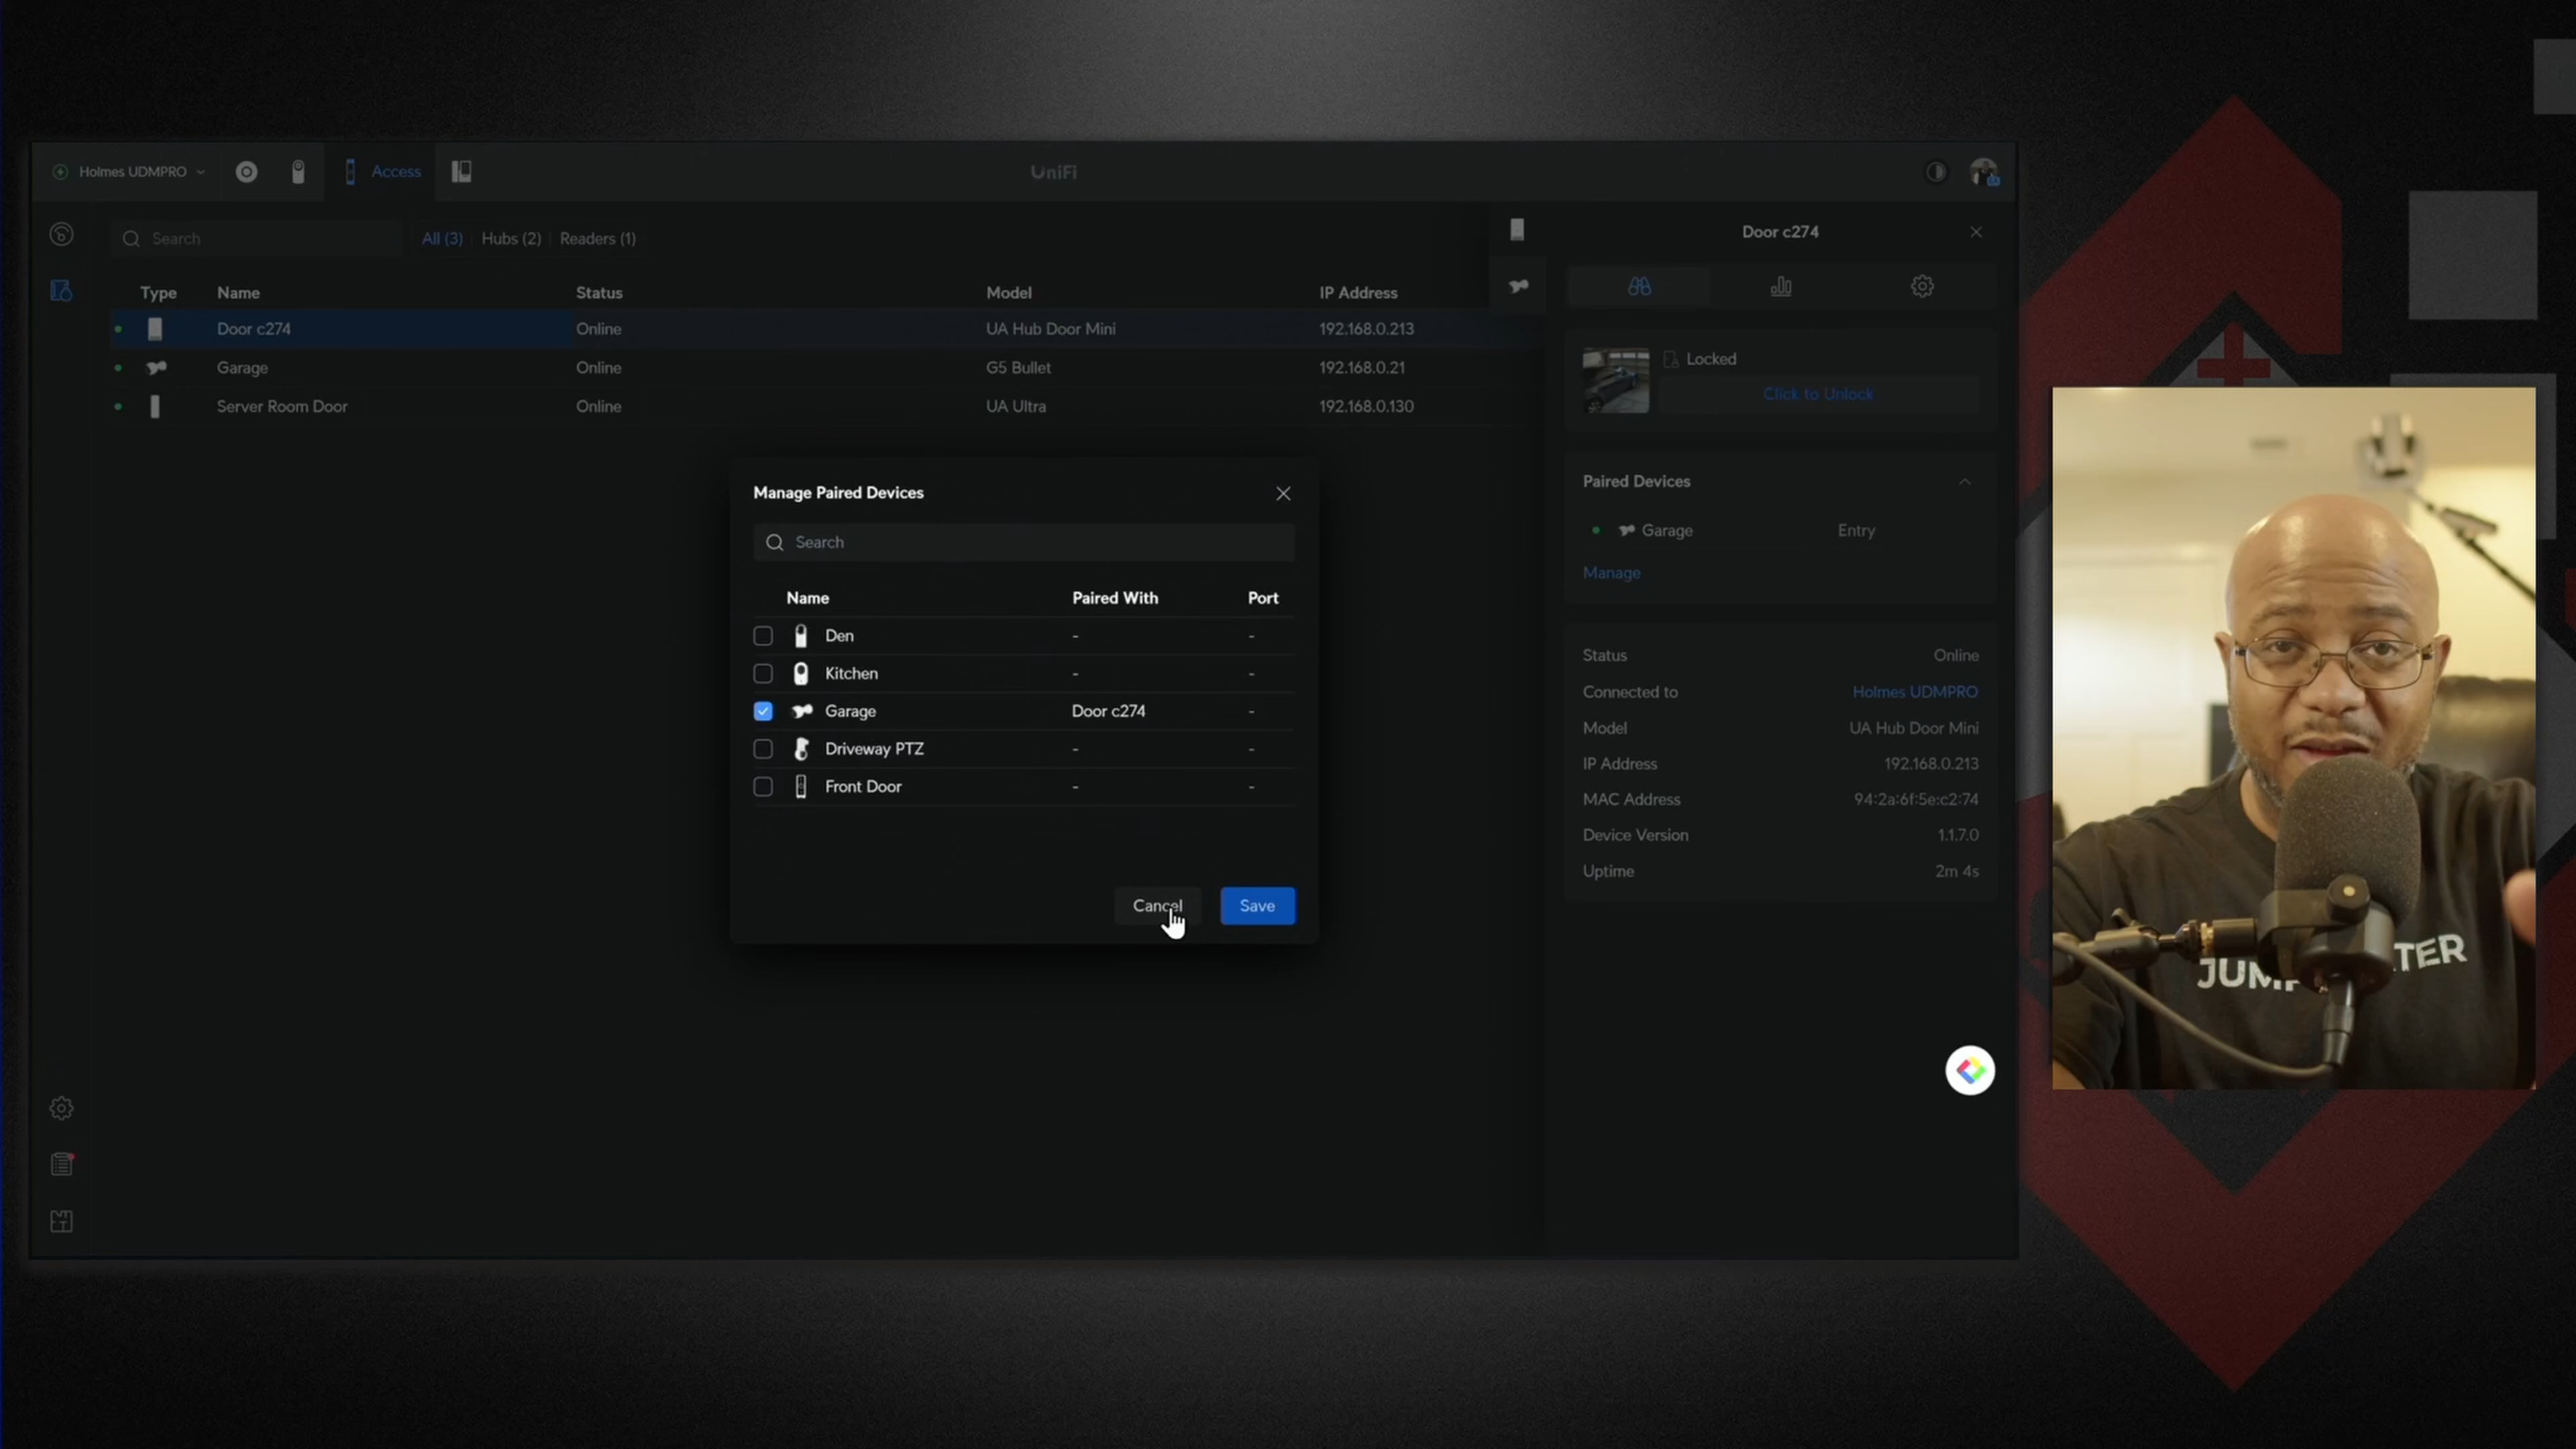 Holmes UDMPRO
Access
UniFi
Search
All (3)
Hubs (2)
Readers (1)
Type Name Status Model IP Address
Door c274 Online UA Hub Door Mini 192.168.0.213
Garage Online G5 Bullet 192.168.0.21
Server Room Door Online UA Ultra 192.168.0.130
Manage Paired Devices
Search
Name Paired With Port
Den - -
Kitchen - -
Garage Door c274 -
Driveway PTZ - -
Front Door - -
Cancel Save
Door c274
Locked
Click to Unlock
Paired Devices
Garage Entry
Manage
Status Online
Connected to Holmes UDMPRO
Model UA Hub Door Mini
IP Address 192.168.0.213
MAC Address 94:2a:6f:5e:c2:74
Device Version 1.1.7.0
Uptime 2m 4s